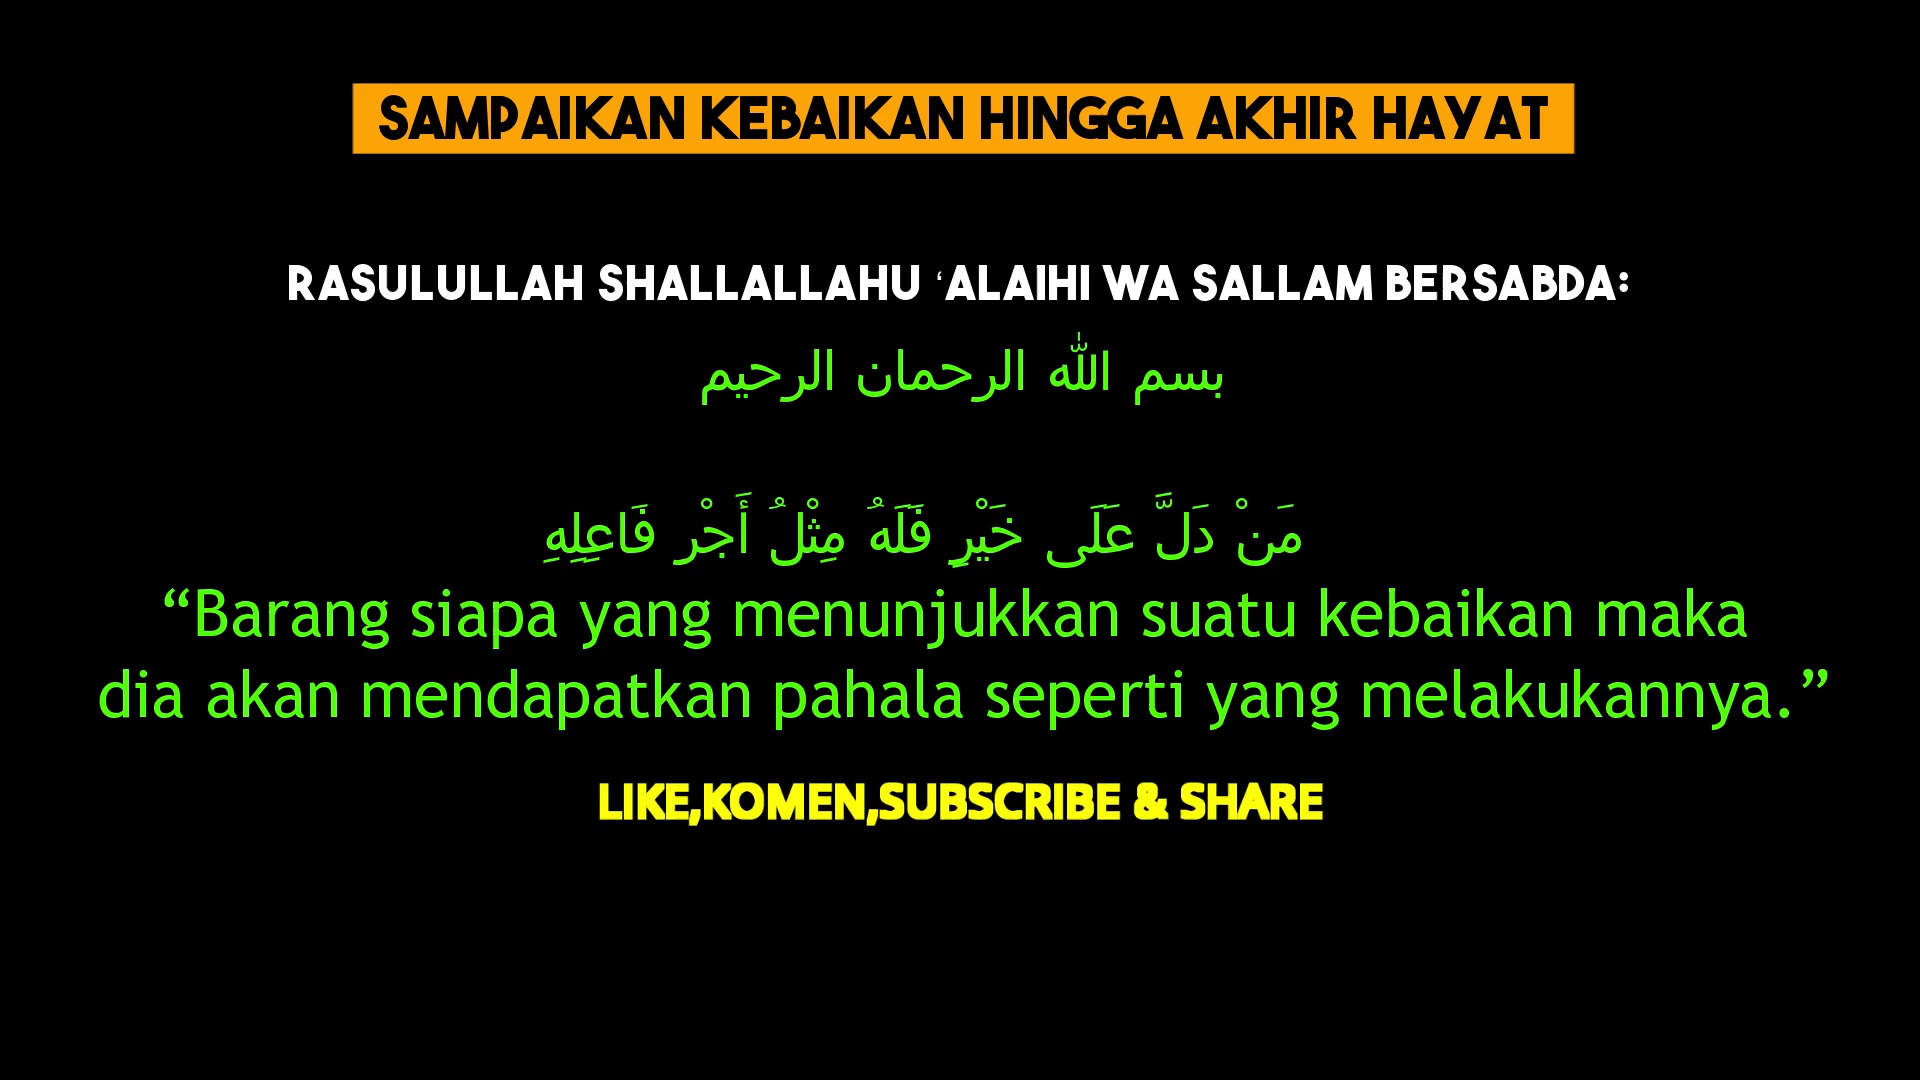 SAMPAIKAN KEBAIKAN HINGGA AKHIR HAYAT
RASULULLAH SHALLALLAHU ‘ALAIHI WA SALLAM BERSABDA:
بسم الله الرحمان الرحيم
مَنْ دَلَّ عَلَى خَيْرٍ فَلَهُ مِثْلُ أَجْرِ فَاعِلِهِ
“Barang siapa yang menunjukkan suatu kebaikan maka
dia akan mendapatkan pahala seperti yang melakukannya.”
LIKE,KOMEN,SUBSCRIBE & SHARE